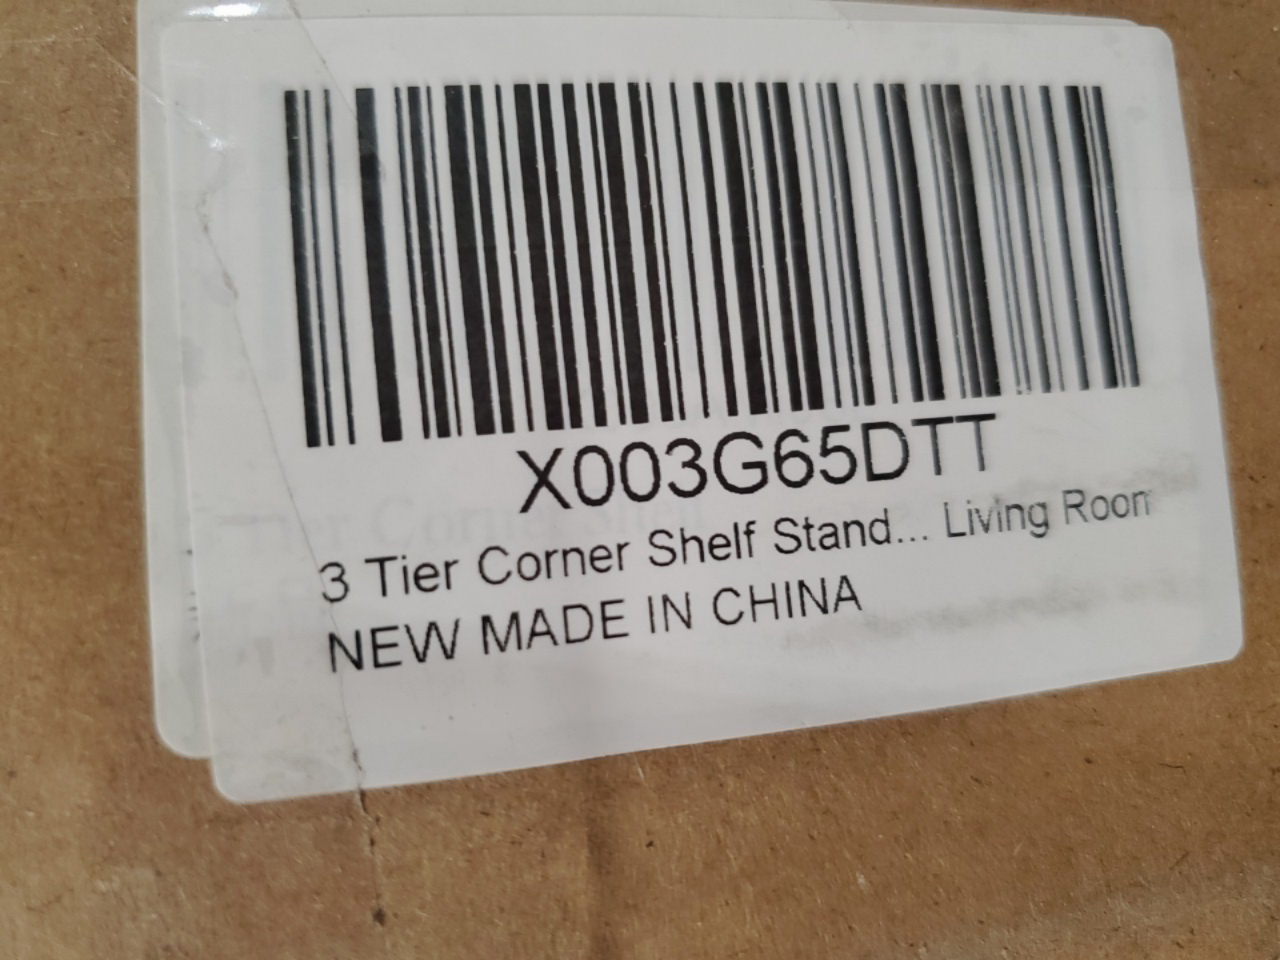 X003G65DTT
3 Tier Corner Shelf Stand... Living Room
NEW MADE IN CHINA